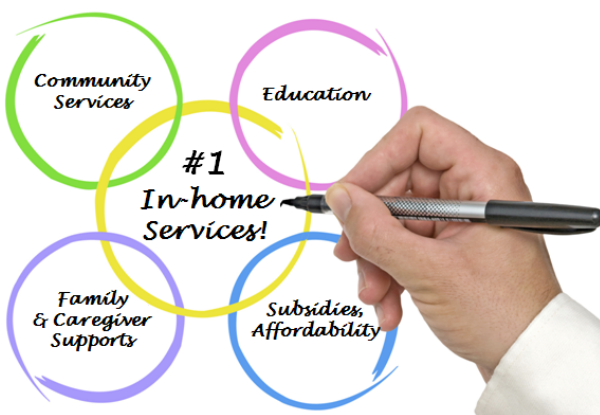 Community
Services
Education
#1
In-home
Services!
Family
& Caregiver
Supports
Subsidies,
Affordability